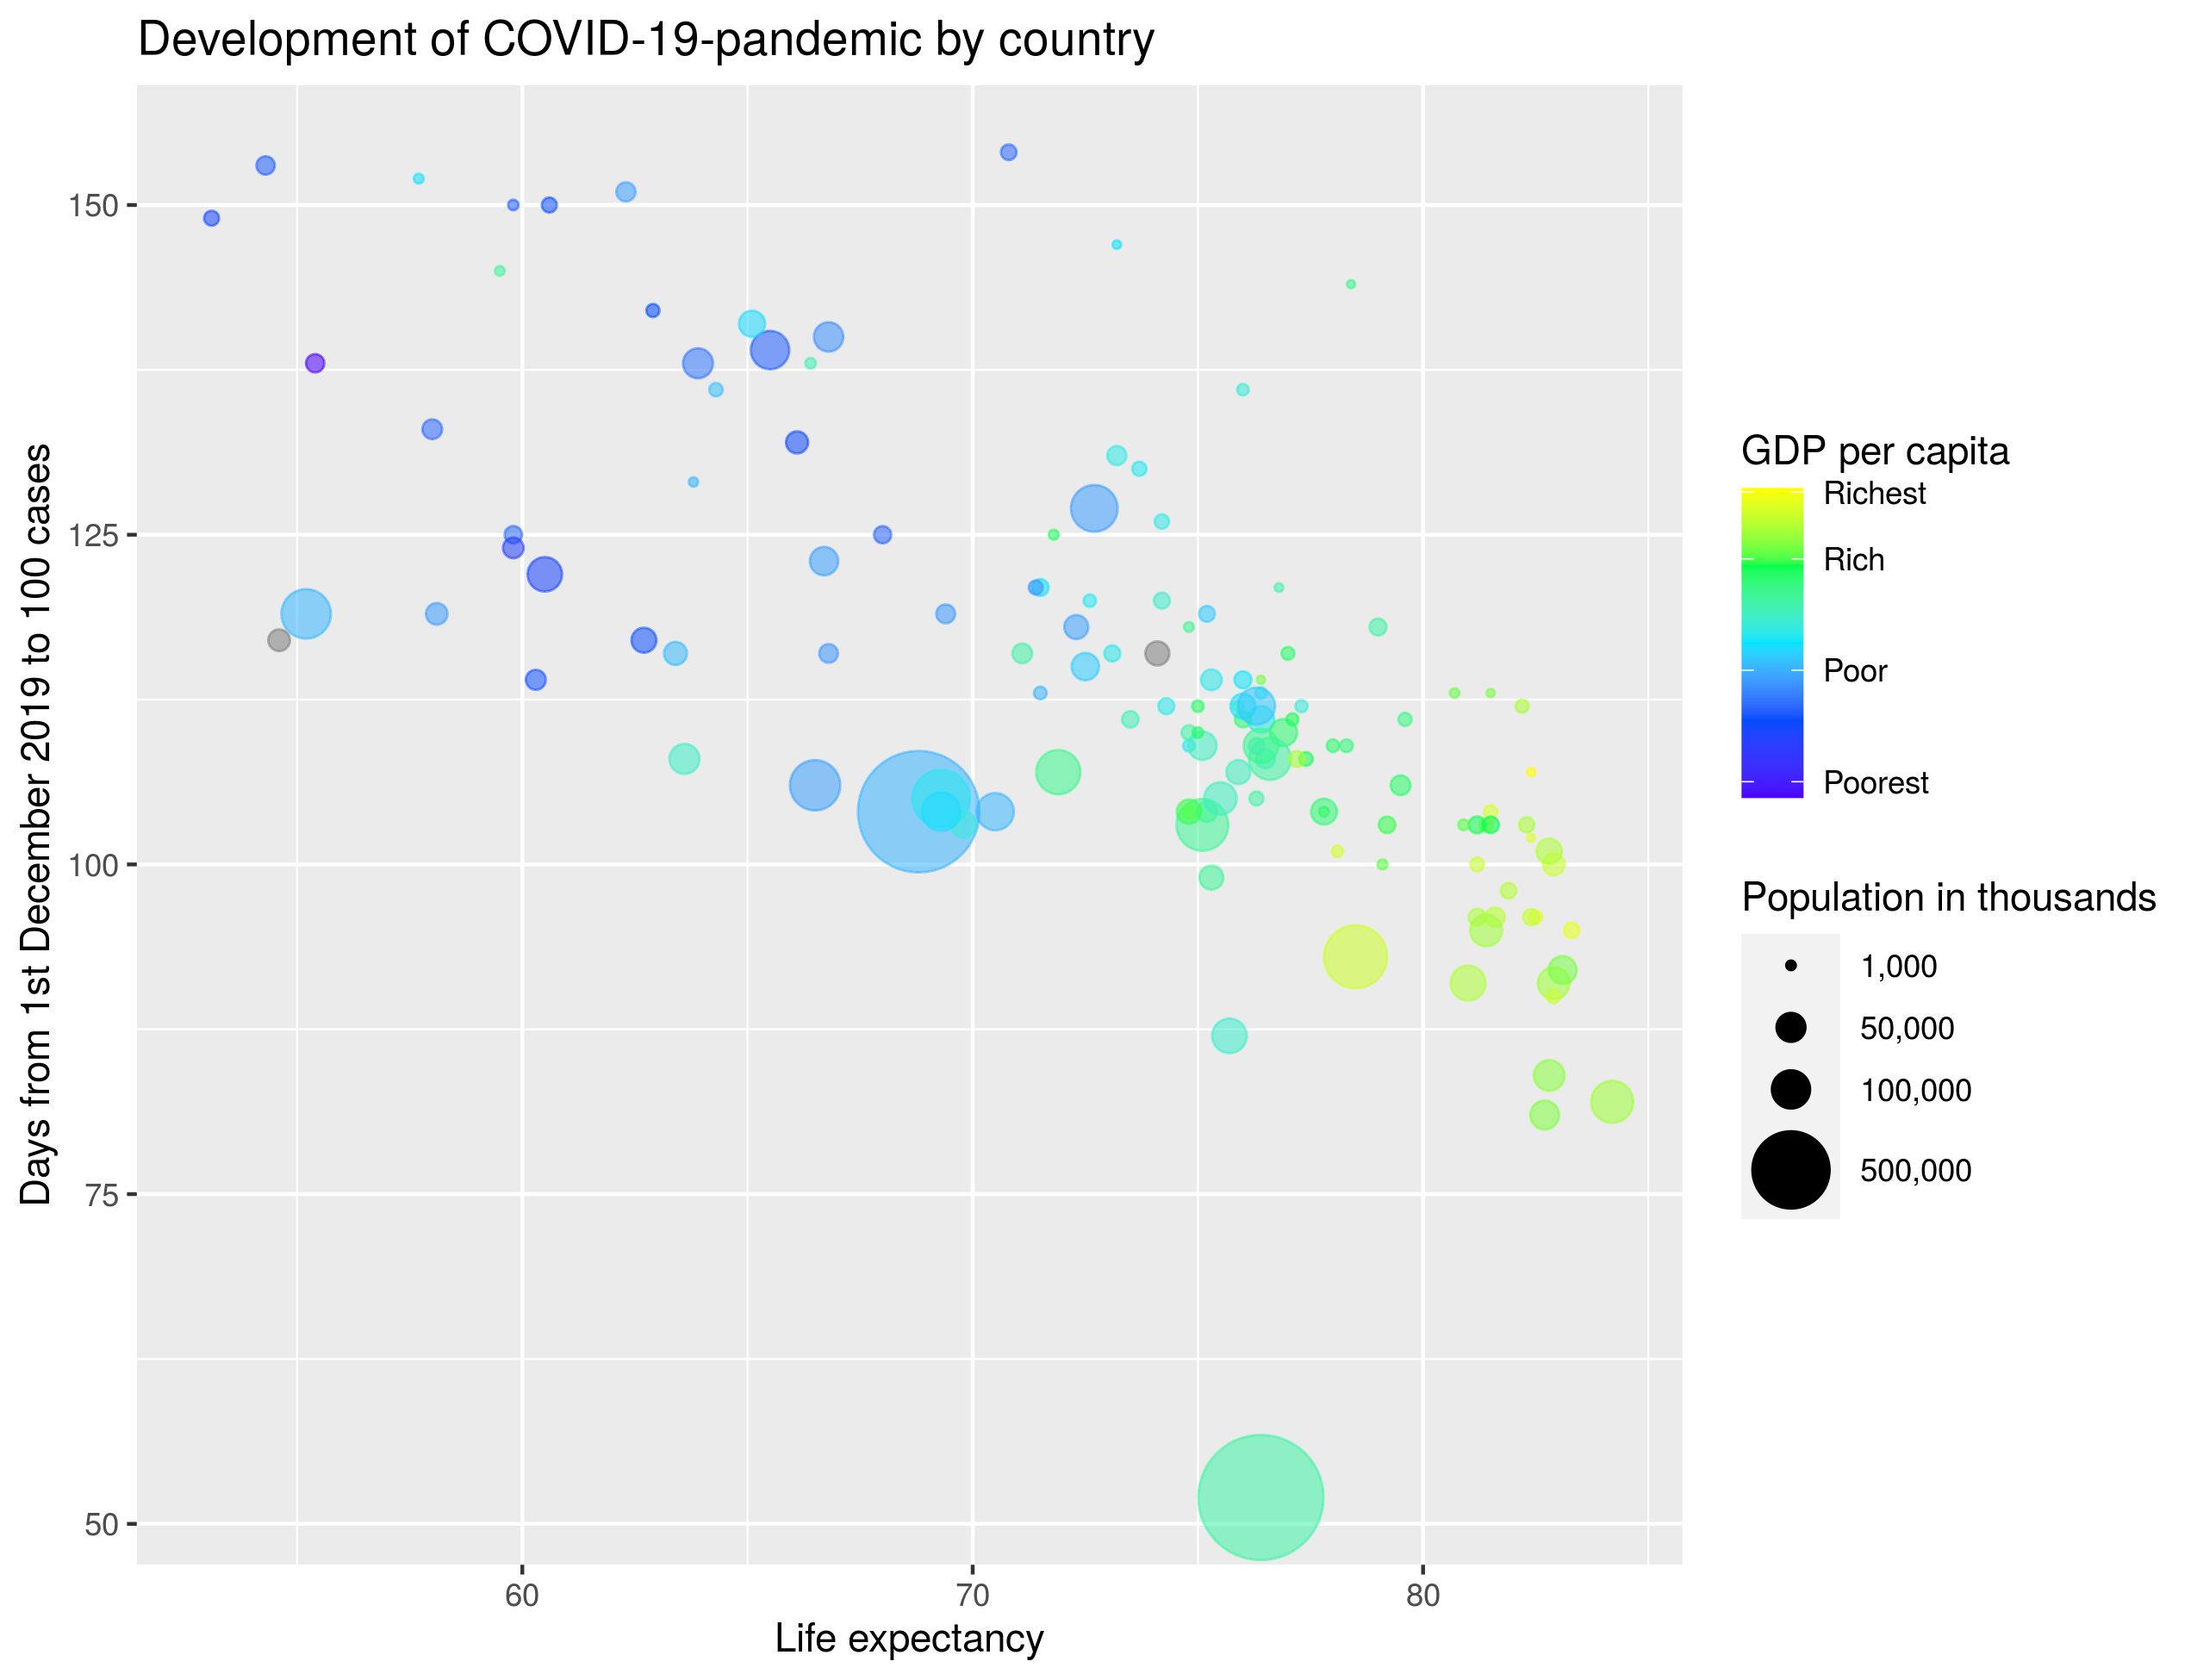 Development of COVID-19-pandemic by country
Days from 1st December 2019 to 100 cases
150
125
100
75
50
60
70
80
Life expectancy
GDP per capita
Richest
Rich
Poor
Poorest
Population in thousands
1,000
50,000
100,000
500,000